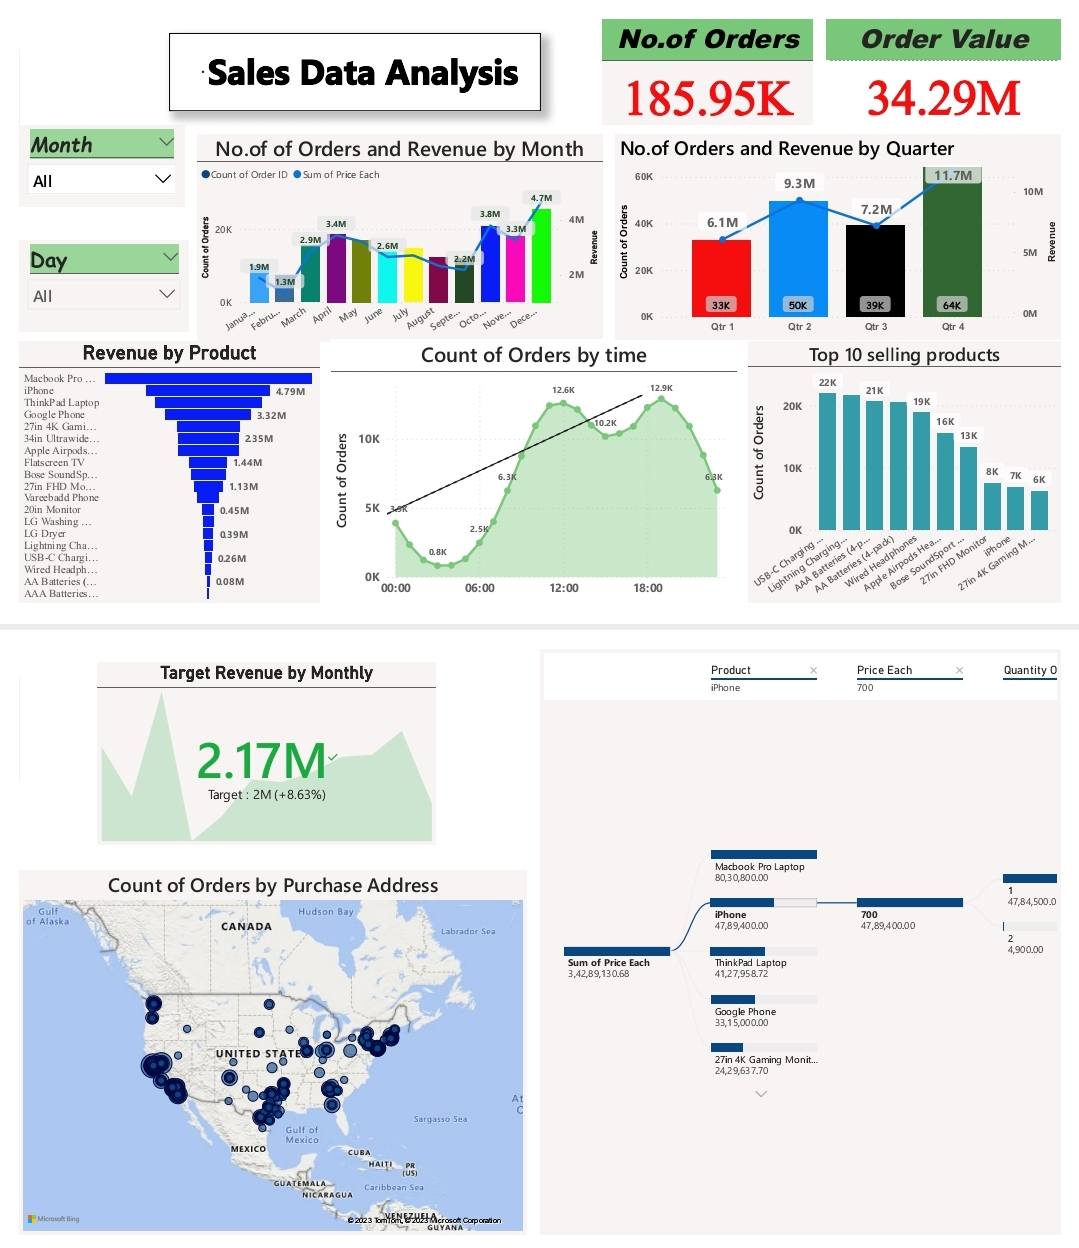 Sales Data Analysis
No.of Orders
185.95K
Order Value
34.29M
Month
All
Day
All
No.of of Orders and Revenue by Month
Count of Order ID Sum of Price Each
Count of Orders
Revenue
20K
0K
4M
2M
1.9M
1.3M
2.9M
3.4M
2.6M
2.2M
3.8M
3.3M
4.7M
Janua...
Febru...
March
April
May
June
July
August
Septe...
Octo...
Nove...
Dece...
No.of Orders and Revenue by Quarter
Count of Orders
Revenue
60K
40K
20K
0K
10M
5M
0M
6.1M
9.3M
7.2M
11.7M
33K
50K
39K
64K
Qtr 1
Qtr 2
Qtr 3
Qtr 4
Revenue by Product
Macbook Pro ...
iPhone 4.79M
ThinkPad Laptop
Google Phone 3.32M
27in 4K Gami...
34in Ultrawide... 2.35M
Apple Airpods...
Flatscreen TV 1.44M
Bose SoundSp...
27in FHD Mo... 1.13M
Vareebadd Phone
20in Monitor 0.45M
LG Washing ...
LG Dryer 0.39M
Lightning Cha...
USB-C Chargi... 0.26M
Wired Headph...
AA Batteries (... 0.08M
AAA Batteries...
Count of Orders by time
Count of Orders
10K
5K
0K
3.9K
0.8K
2.5K
6.3K
12.6K
10.2K
12.9K
6.3K
00:00
06:00
12:00
18:00
Top 10 selling products
Count of Orders
20K
10K
0K
22K
21K
19K
16K
13K
8K
7K
6K
USB-C Charging ...
Lightning Charging...
AAA Batteries (4-p...
AA Batteries (4-pack)
Wired Headphones
Apple Airpods Hea...
Bose SoundSport ...
27in FHD Monitor
iPhone
27in 4K Gaming M...
Target Revenue by Monthly
2.17M
Target : 2M (+8.63%)
Product
iPhone
Price Each
700
Quantity O
Sum of Price Each
3,42,89,130.68
Macbook Pro Laptop
80,30,800.00
iPhone
47,89,400.00
ThinkPad Laptop
41,27,958.72
Google Phone
33,15,000.00
27in 4K Gaming Monit...
24,29,637.70
700
47,89,400.00
1
47,84,500.0
2
4,900.00
Count of Orders by Purchase Address
Gulf
of Alaska
Hudson Bay
CANADA
Labrador Sea
UNITED STATE
At
O
Sargasso Sea
Gulf of
Mexico
MEXICO
CUBA
HAITI
PR
(US)
GUATEMALA
Caribbean Sea
NICARAGUA
VENEZUELA
GUYANA
Microsoft Bing
© 2023 TomTom, © 2023 Microsoft Corporation